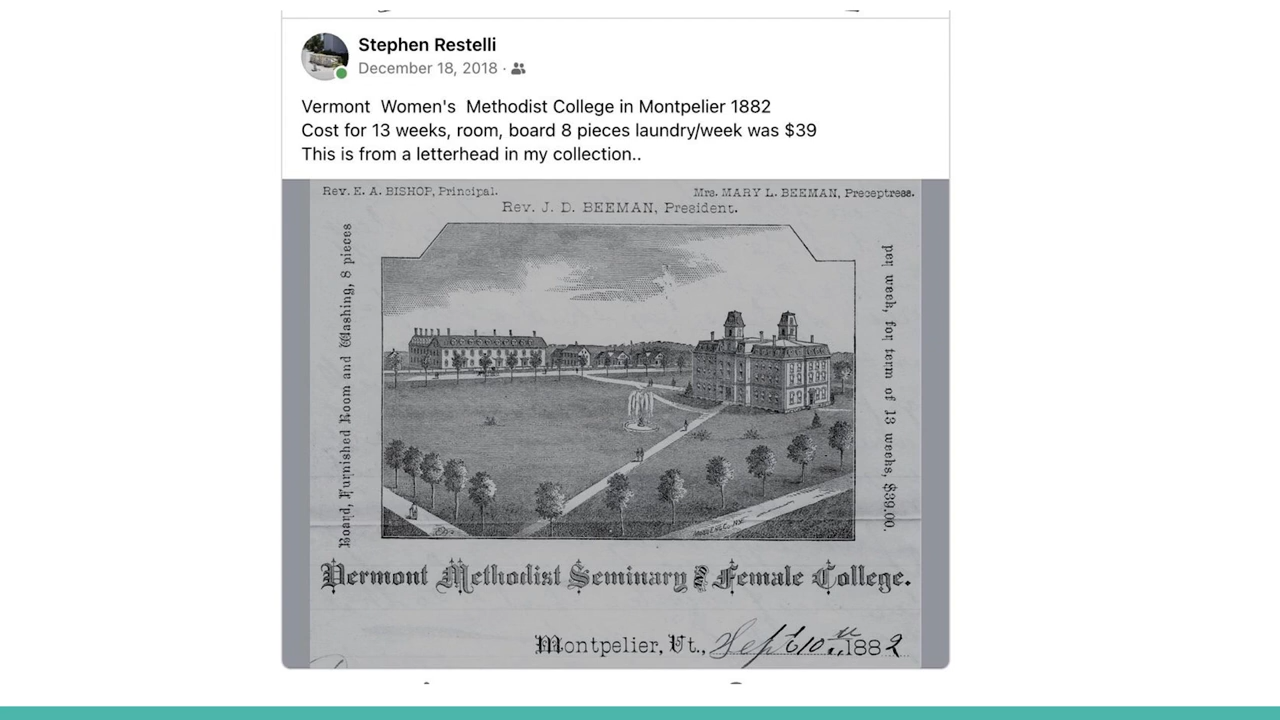 Stephen Restelli
December 18, 2018 ·
Vermont Women's Methodist College in Montpelier 1882
Cost for 13 weeks, room, board 8 pieces laundry/week was $39
This is from a letterhead in my collection..
Rev. E. A. BISHOP, Principal.
Mrs. MARY L. BEEMAN, Preceptress.
Rev. J. D. BEEMAN, President.
Board, Furnished Room and Washing, 8 pieces
per week, for term of 13 weeks, $39.00.
Vermont Methodist Seminary and Female College.
Montpelier, Vt., Sept 10th, 1882